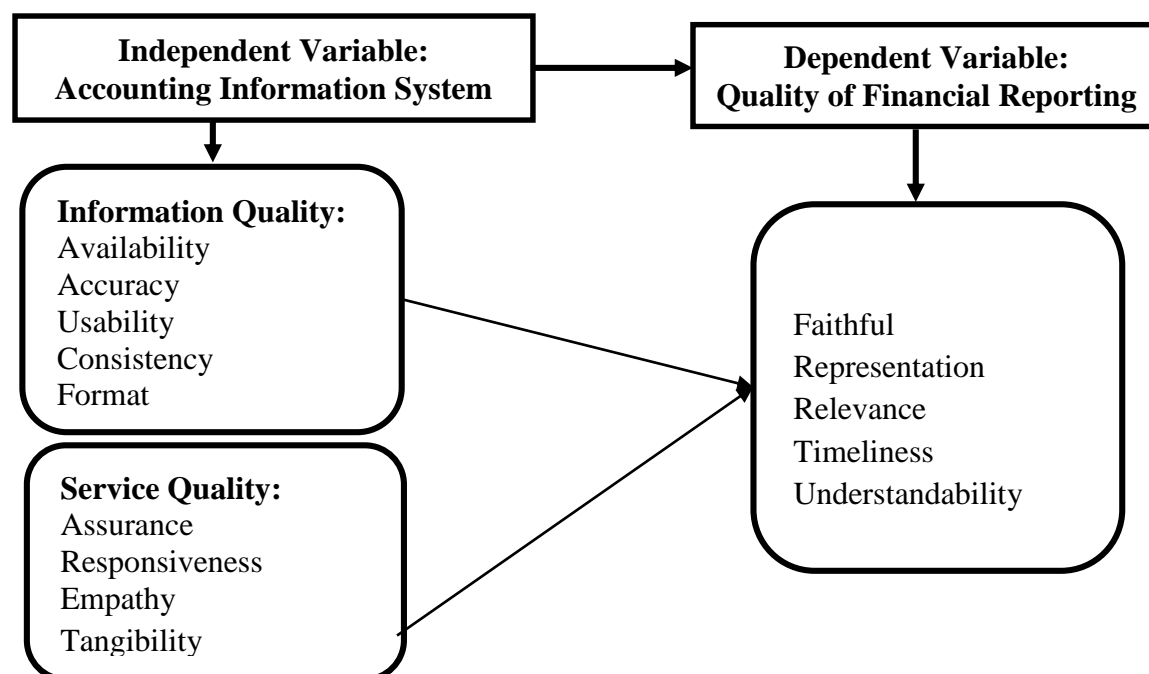 Independent Variable:
Accounting Information System
Dependent Variable:
Quality of Financial Reporting
Information Quality:
Availability
Accuracy
Usability
Consistency
Format
Service Quality:
Assurance
Responsiveness
Empathy
Tangibility
Faithful
Representation
Relevance
Timeliness
Understandability